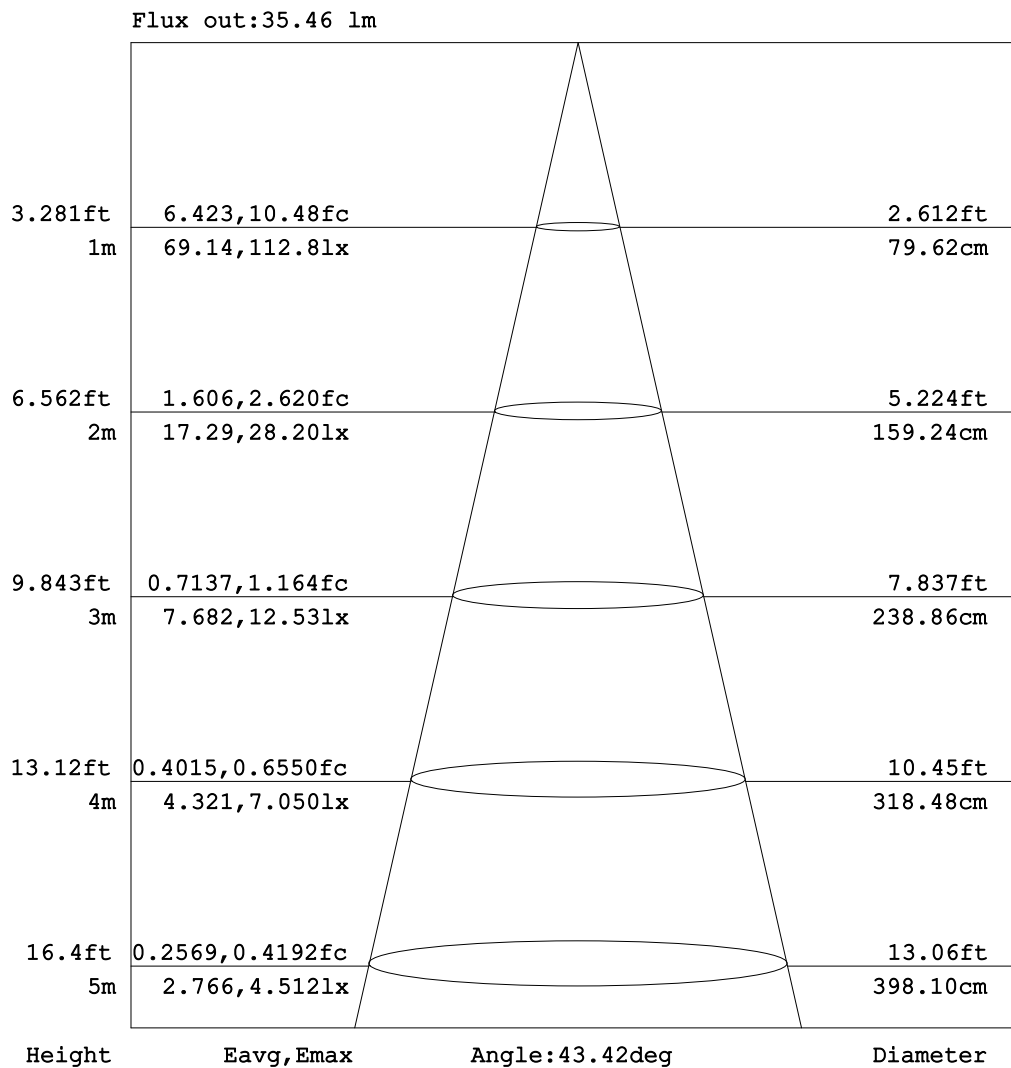 Flux out:35.46 lm
3.281ft 6.423,10.48fc 2.612ft
1m 69.14,112.8lx 79.62cm
6.562ft 1.606,2.620fc 5.224ft
2m 17.29,28.20lx 159.24cm
9.843ft 0.7137,1.164fc 7.837ft
3m 7.682,12.53lx 238.86cm
13.12ft 0.4015,0.6550fc 10.45ft
4m 4.321,7.050lx 318.48cm
16.4ft 0.2569,0.4192fc 13.06ft
5m 2.766,4.512lx 398.10cm
Height Eavg,Emax Angle:43.42deg Diameter